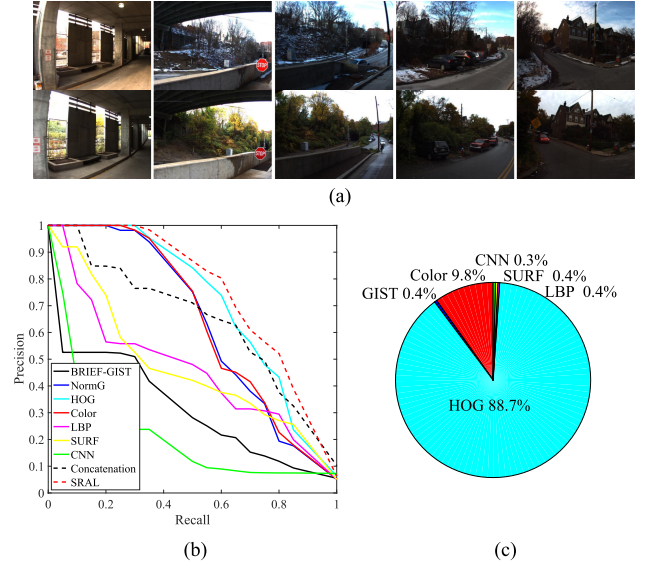 STOP
STOP
(a)
1
0.9
0.8
0.7
0.6
0.5
0.4
0.3
0.2
0.1
0
Precision
BRIEF-GIST
NormG
HOG
Color
LBP
SURF
CNN
Concatenation
SRAL
0 0.2 0.4 0.6 0.8 1
Recall
(b)
CNN 0.3%
Color 9.8% SURF 0.4%
GIST 0.4% LBP 0.4%
HOG 88.7%
(c)